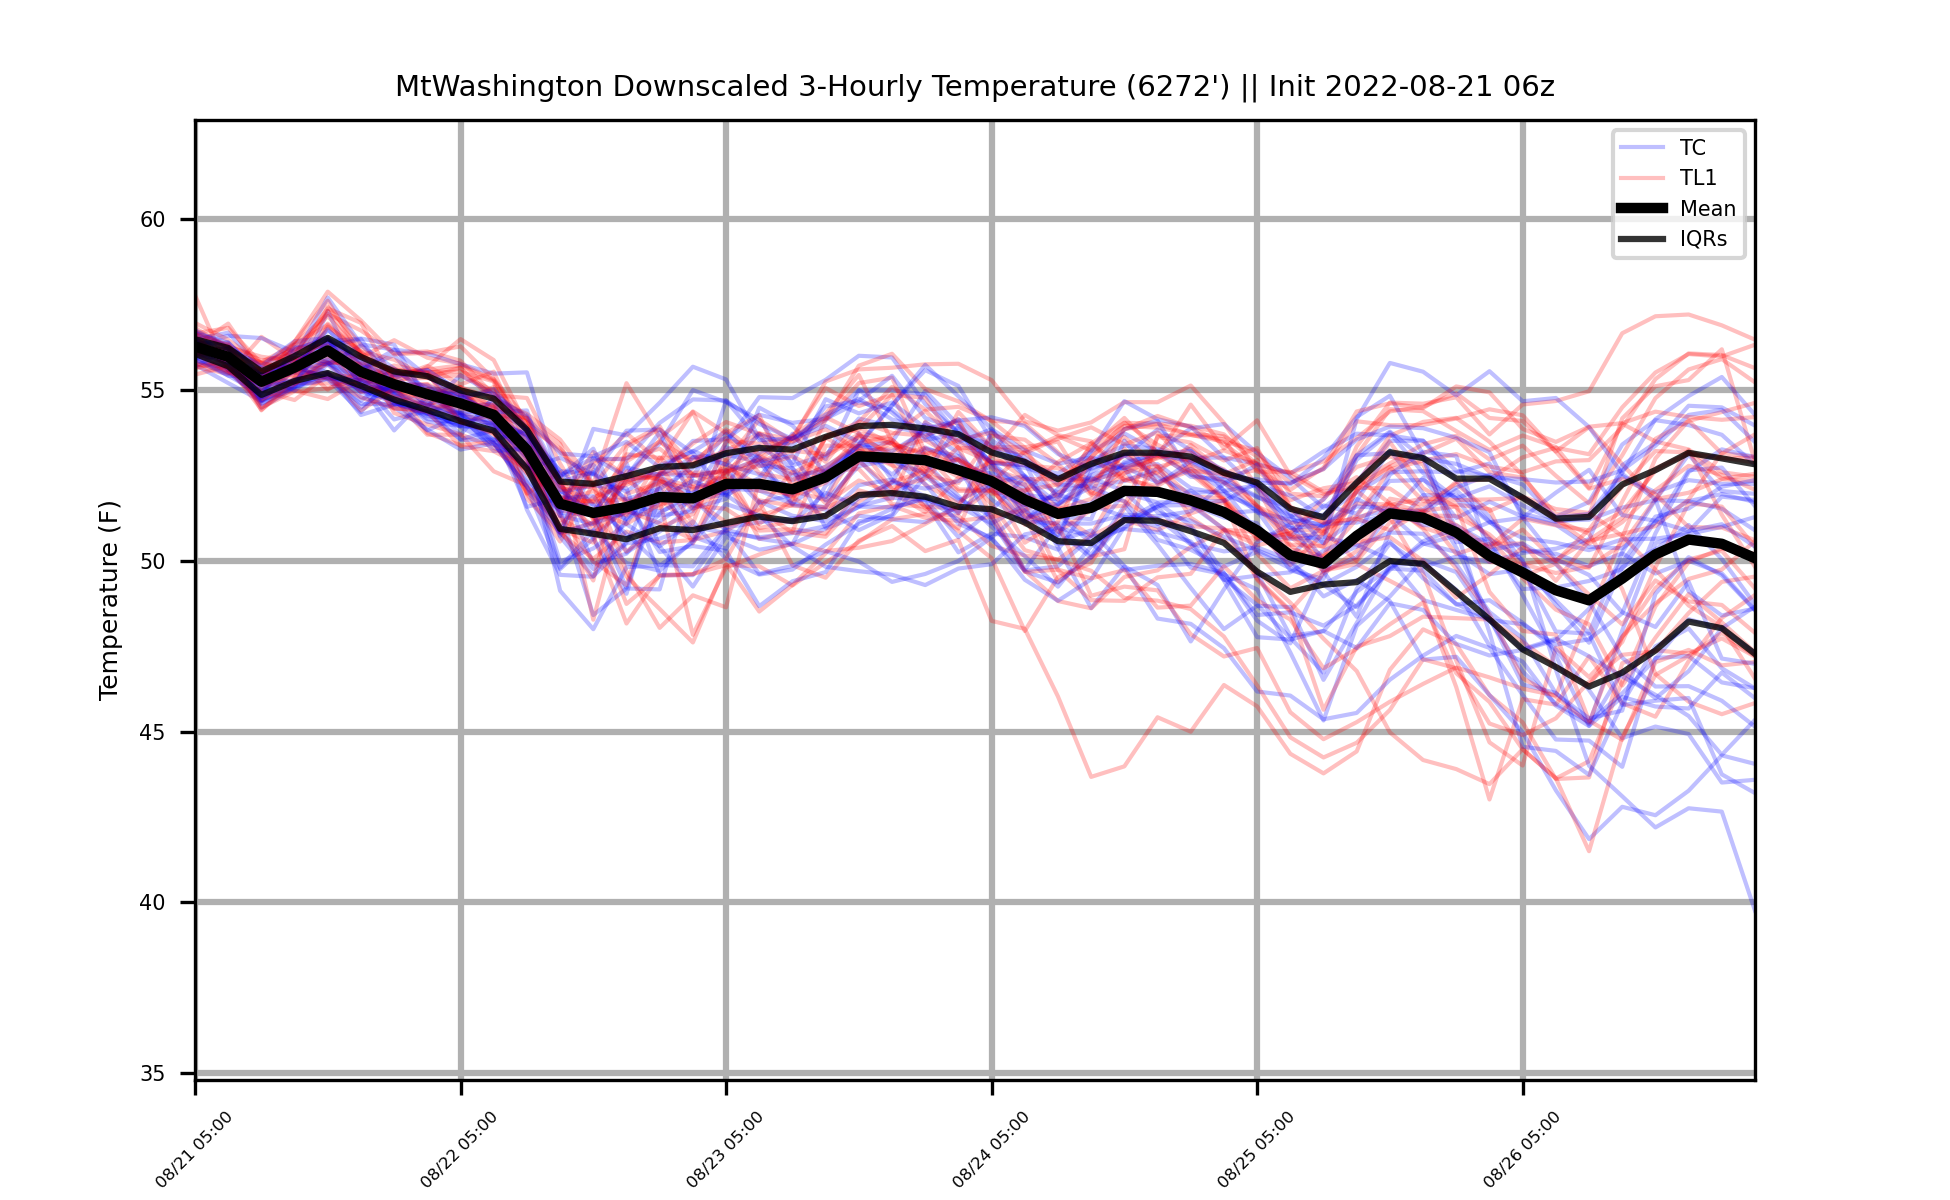 MtWashington Downscaled 3-Hourly Temperature (6272') || Init 2022-08-21 06z
TC
TL1
Mean
IQRs
Temperature (F)
60
55
50
45
40
35
08/21 05:00
08/22 05:00
08/23 05:00
08/24 05:00
08/25 05:00
08/26 05:00